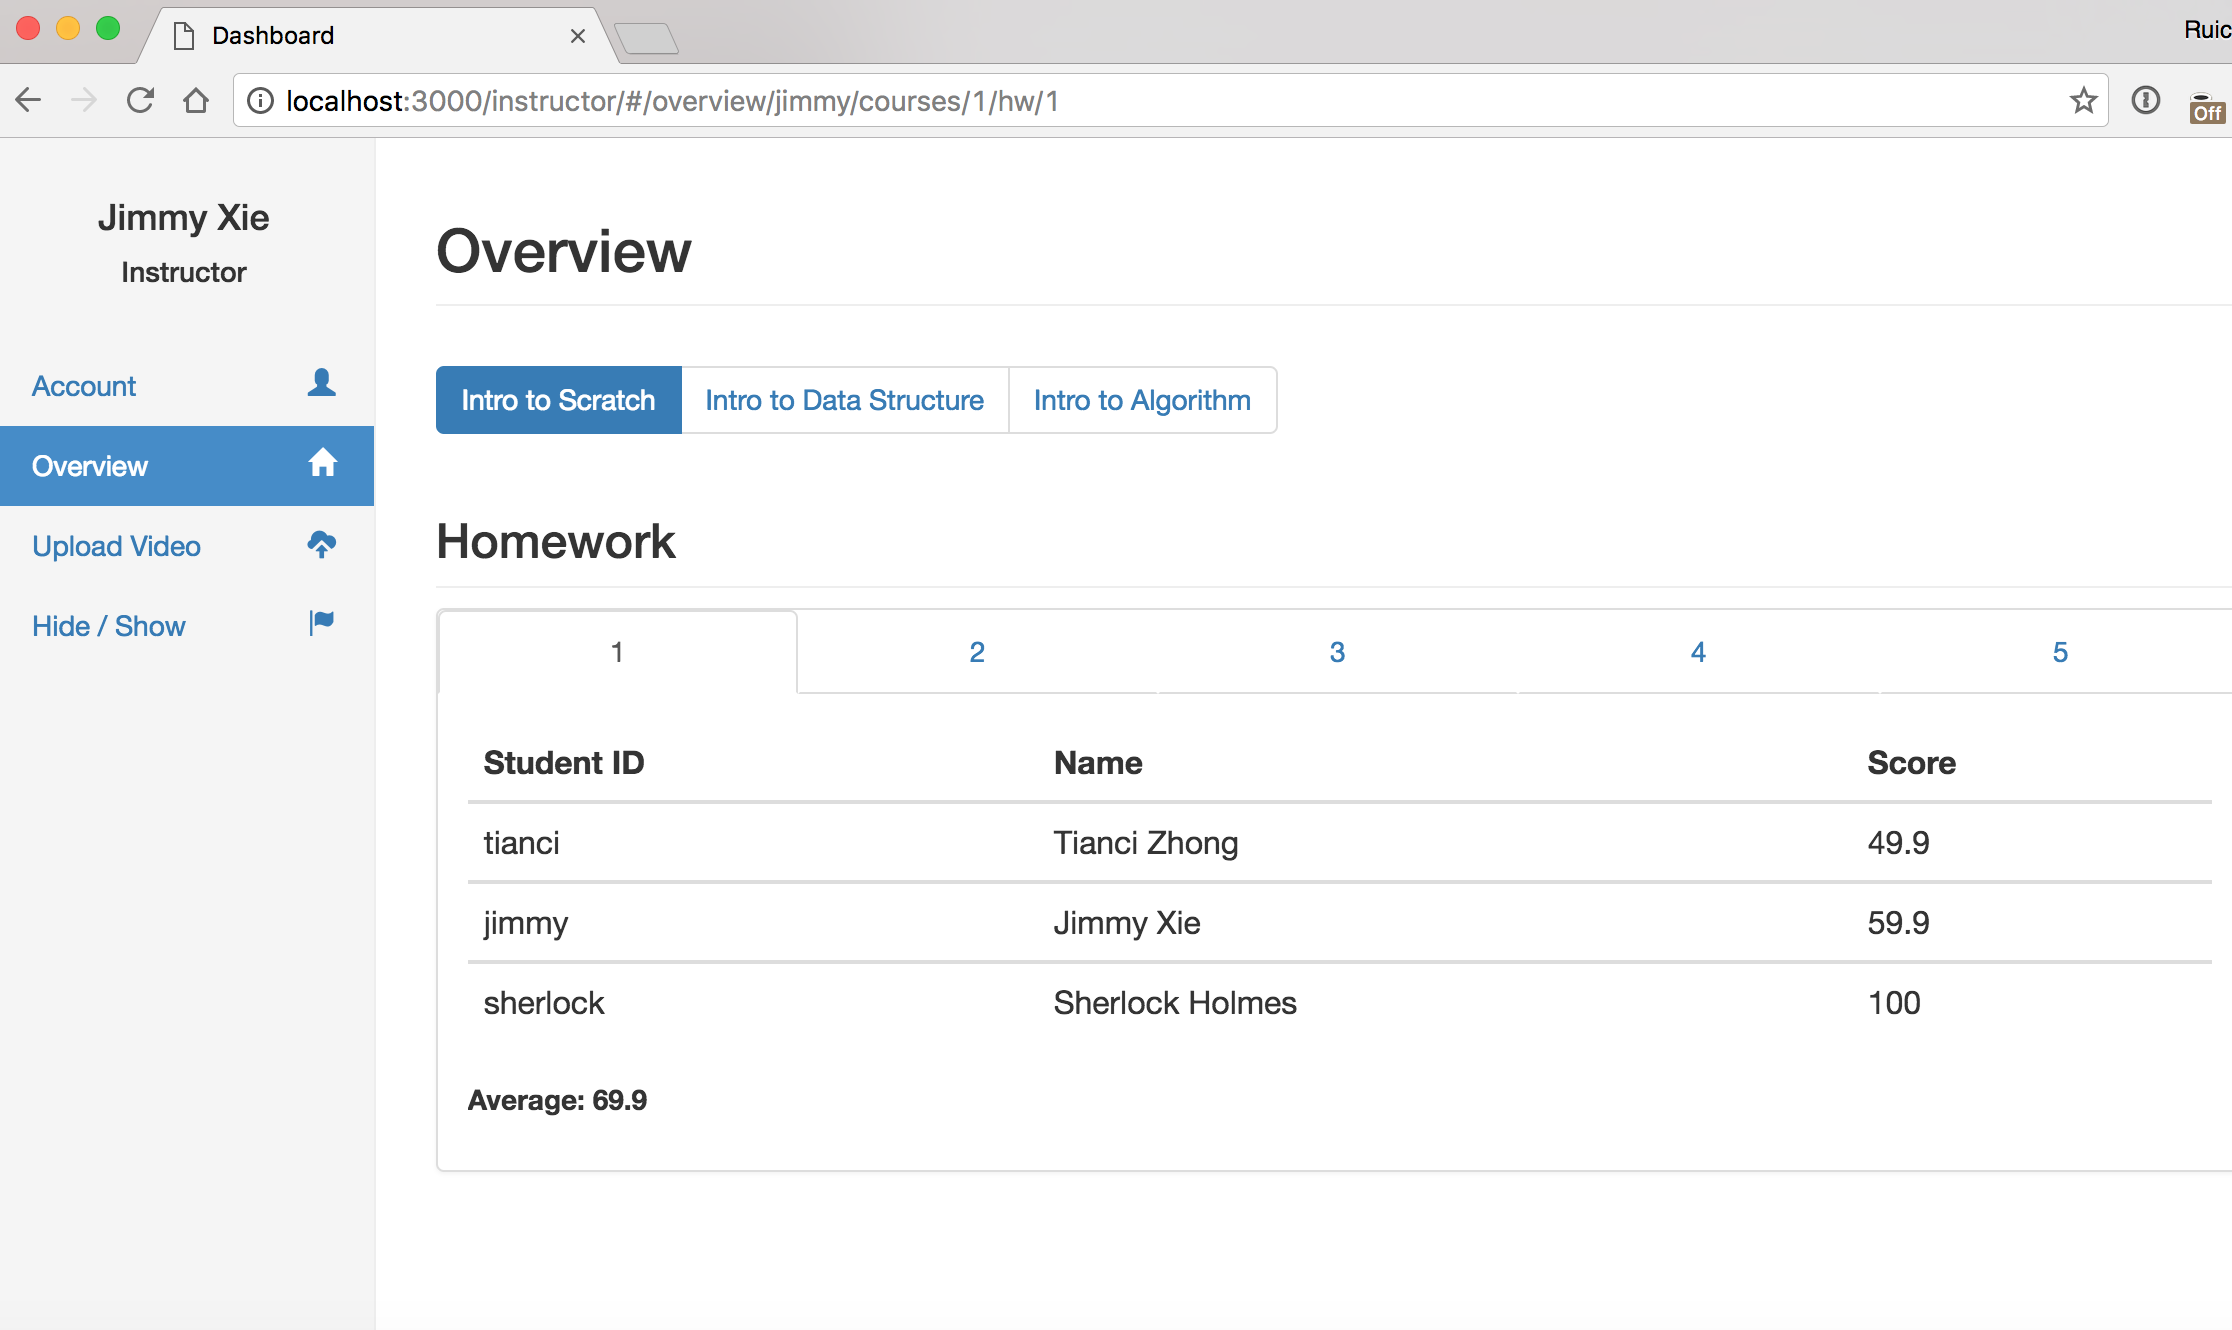 Dashboard
Ruic
localhost:3000/instructor/#/overview/jimmy/courses/1/hw/1
Off
Jimmy Xie
Instructor
Account
Overview
Upload Video
Hide / Show
Overview
Intro to Scratch Intro to Data Structure Intro to Algorithm
Homework
1 2 3 4 5
Student ID Name Score
tianci Tianci Zhong 49.9
jimmy Jimmy Xie 59.9
sherlock Sherlock Holmes 100
Average: 69.9